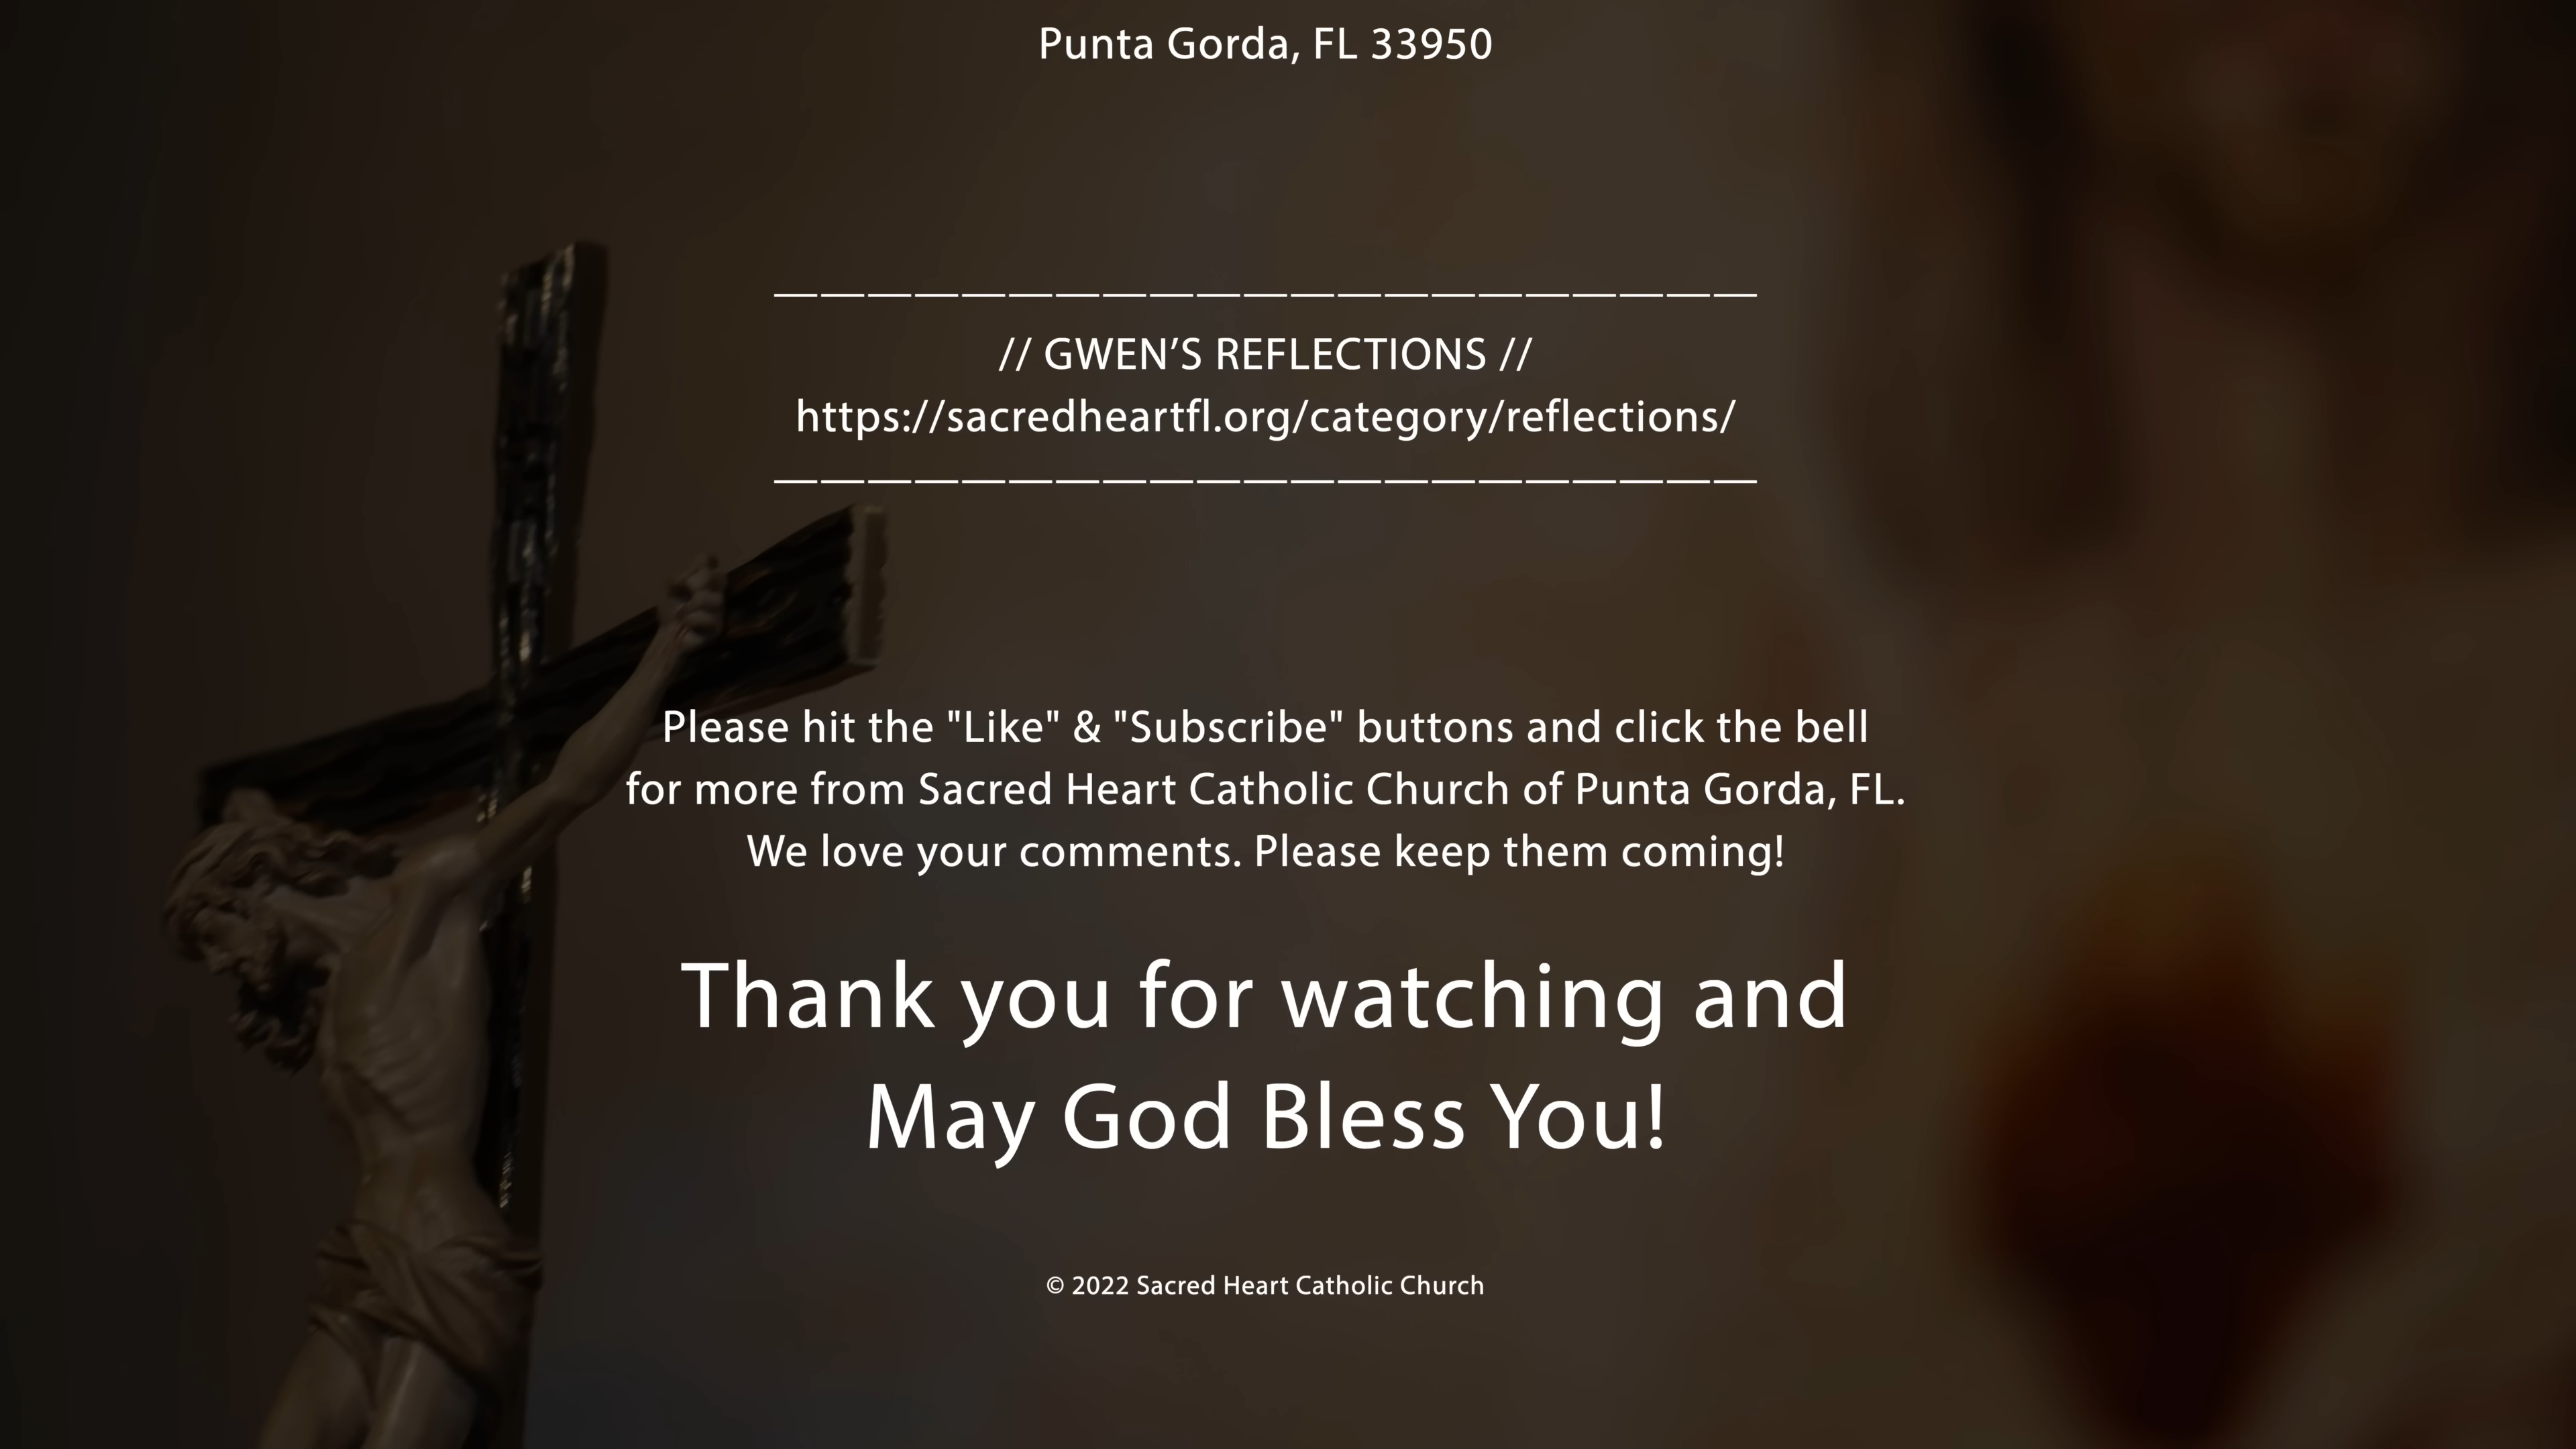 Punta Gorda, FL 33950
// GWEN’S REFLECTIONS //
https://sacredheartfl.org/category/reflections/
Please hit the "Like" & "Subscribe" buttons and click the bell
for more from Sacred Heart Catholic Church of Punta Gorda, FL.
We love your comments. Please keep them coming!
Thank you for watching and
May God Bless You!
© 2022 Sacred Heart Catholic Church